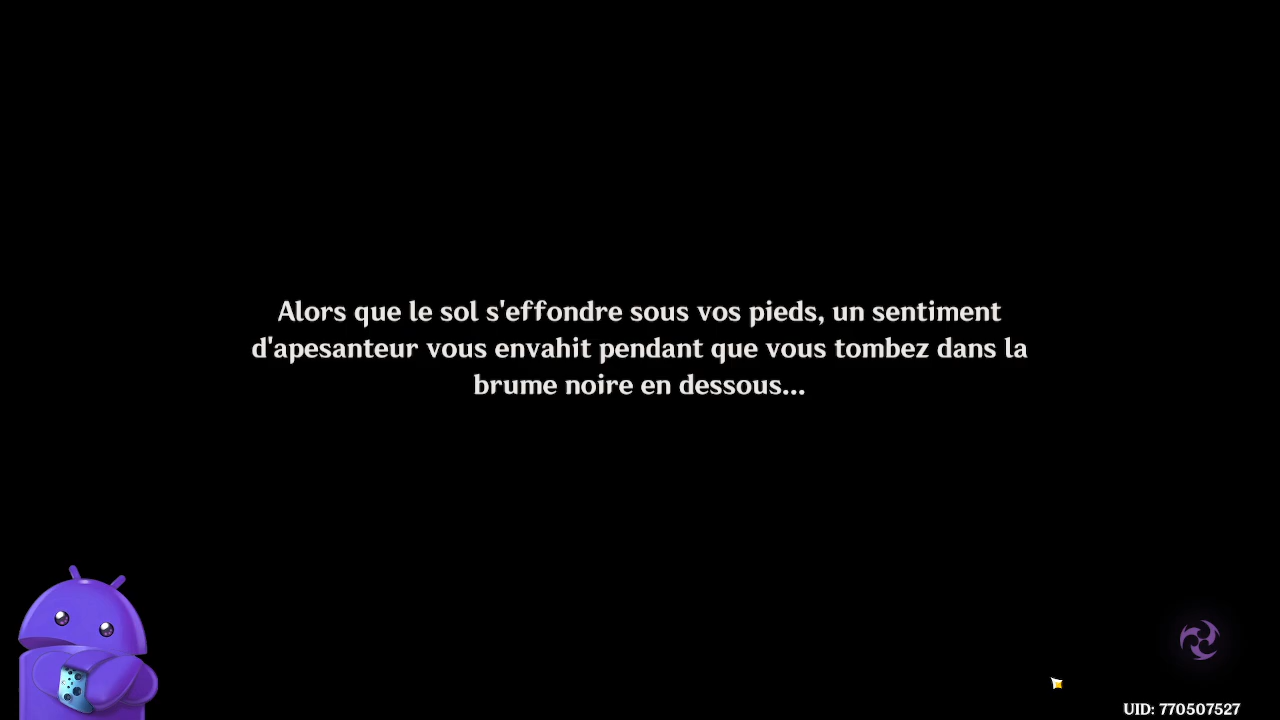 Alors que le sol s'effondre sous vos pieds, un sentiment
d'apesanteur vous envahit pendant que vous tombez dans la
brume noire en dessous...
UID: 770507527